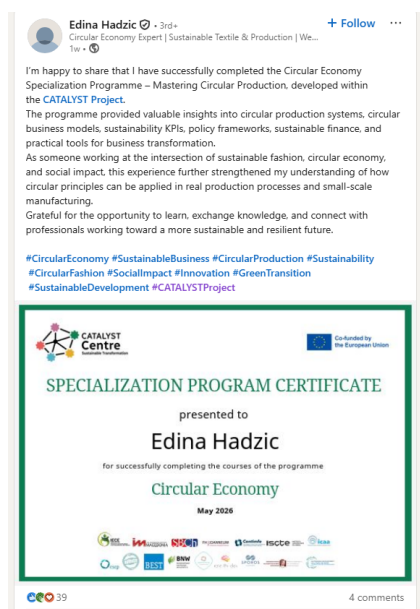 Edina Hadzic • 3rd+
+ Follow ...
Circular Economy Expert | Sustainable Textile & Production | We...
1w •
I'm happy to share that I have successfully completed the Circular Economy
Specialization Programme – Mastering Circular Production, developed within
the CATALYST Project.
The programme provided valuable insights into circular production systems, circular
business models, sustainability KPIs, policy frameworks, sustainable finance, and
practical tools for business transformation.
As someone working at the intersection of sustainable fashion, circular economy,
and social impact, this experience further strengthened my understanding of how
circular principles can be applied in real production processes and small-scale
manufacturing.
Grateful for the opportunity to learn, exchange knowledge, and connect with
professionals working toward a more sustainable and resilient future.
#CircularEconomy #SustainableBusiness #CircularProduction #Sustainability
#CircularFashion #SocialImpact #Innovation #GreenTransition
#SustainableDevelopment #CATALYSTProject
CATALYST
Centre
Sustainable Transformation
Co-funded by
the European Union
SPECIALIZATION PROGRAM CERTIFICATE
presented to
Edina Hadzic
for successfully completing the courses of the programme
Circular Economy
May 2026
SBCh
iscte
BEST
BNW
39
4 comments